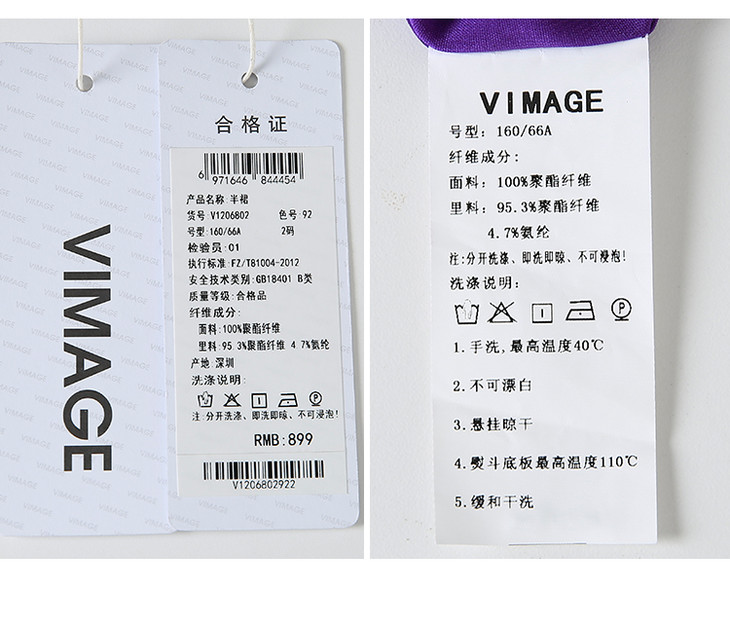 VIMAGE
合格证
6 971646 844454
产品名称:半裙
货号:V1206802 色号:92
号型:160/66A 2码
检验员:01
执行标准:FZ/T81004-2012
安全技术类别:GB18401 B类
质量等级:合格品
纤维成分:
面料:100%聚酯纤维
里料:95.3%聚酯纤维 4.7%氨纶
产地:深圳
洗涤说明:
注:分开洗涤、即洗即晾、不可浸泡!
RMB:899
V1206802922
VIMAGE
号型: 160/66A
纤维成分:
面料: 100%聚酯纤维
里料: 95.3%聚酯纤维
4.7%氨纶
注:分开洗涤、即洗即晾、不可浸泡!
洗涤说明:
P
1.手洗,最高温度40℃
2.不可漂白
3.悬挂晾干
4.熨斗底板最高温度110℃
5.缓和干洗